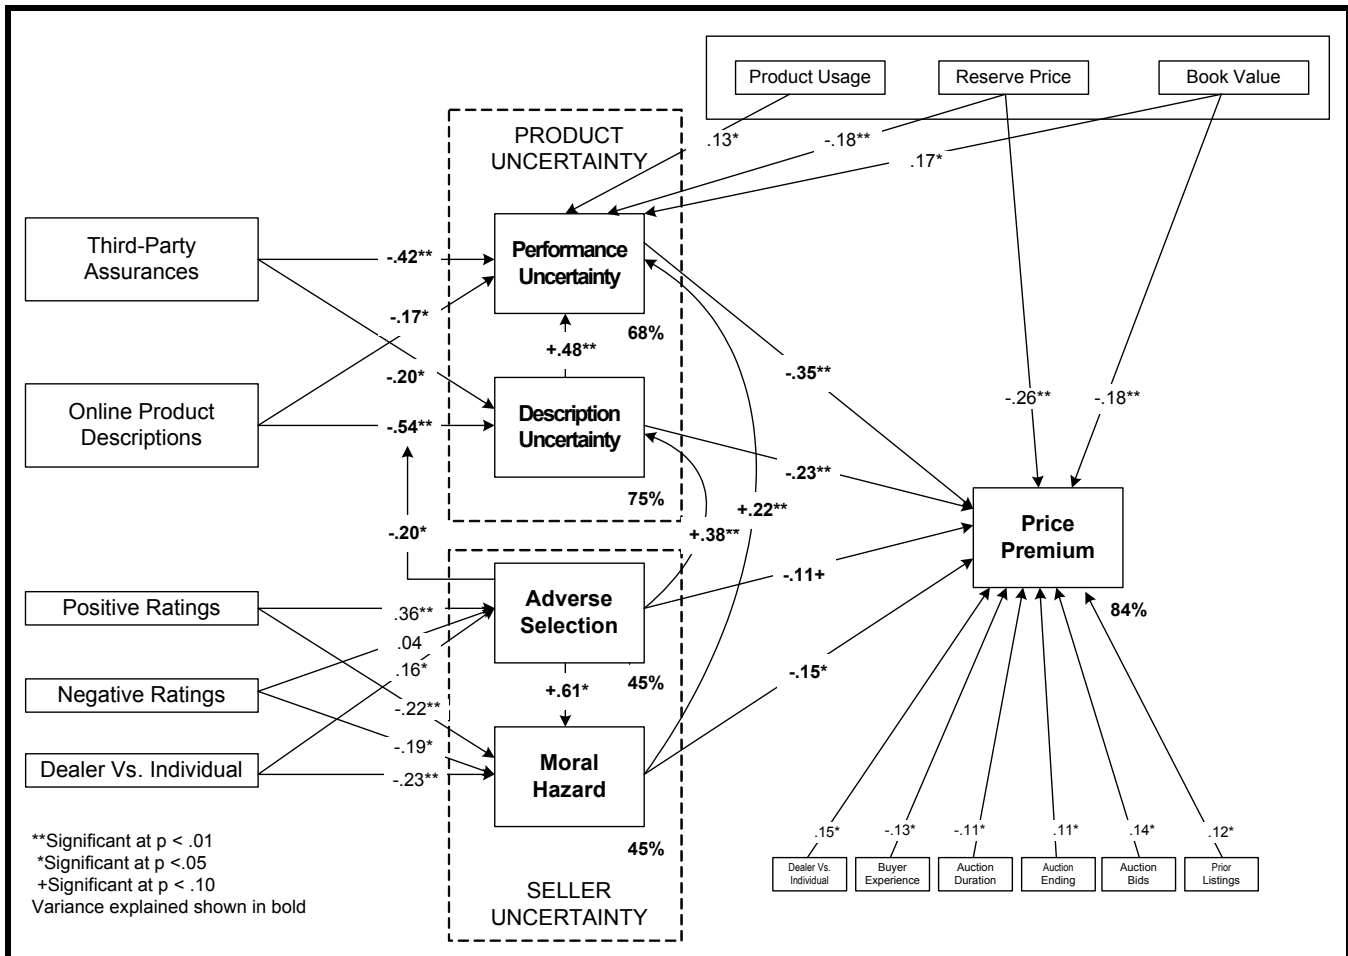 Product Usage
Reserve Price
Book Value
.13*
-.18**
.17*
PRODUCT
UNCERTAINTY
Third-Party
Assurances
-.42**
Performance
Uncertainty
68%
-.17*
+.48**
-.20*
-.35**
-.26**
-.18**
Online Product
Descriptions
-.54**
Description
Uncertainty
75%
-.23**
+.22**
+.38**
-.20*
Price
Premium
84%
-.11+
Positive Ratings
.36**
Adverse
Selection
45%
.04
.16*
Negative Ratings
+.61*
-.15*
-.22**
-.19*
Dealer Vs. Individual
-.23**
Moral
Hazard
45%
SELLER
UNCERTAINTY
.15*
-.13*
-.11*
.11*
.14*
.12*
Dealer Vs.
Individual
Buyer
Experience
Auction
Duration
Auction
Ending
Auction
Bids
Prior
Listings
**Significant at p < .01
*Significant at p <.05
+Significant at p < .10
Variance explained shown in bold